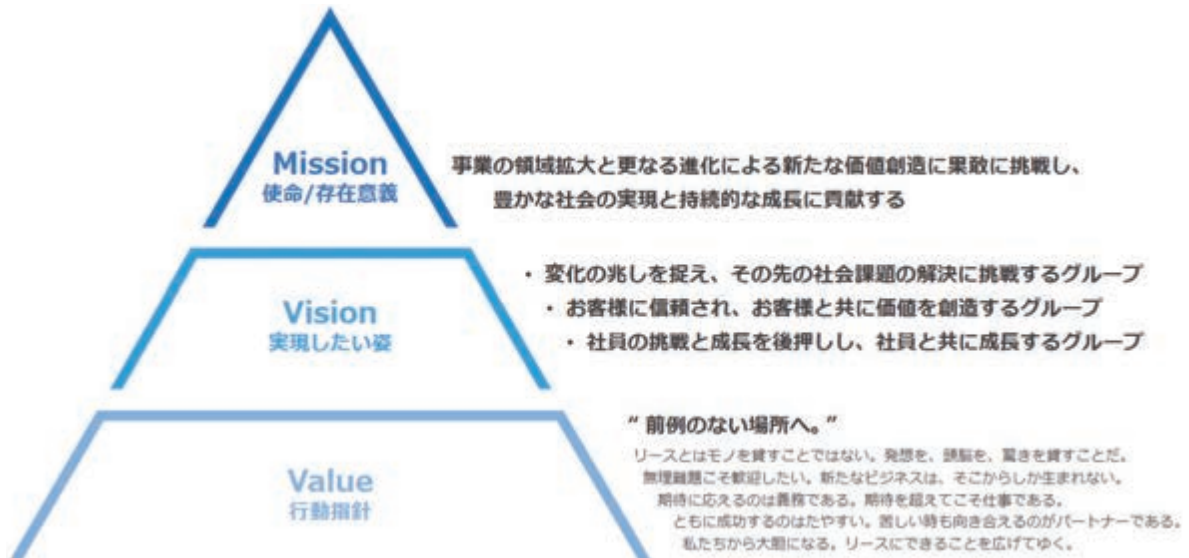 Mission
使命/存在意義
事業の領域拡大と更なる進化による新たな価値創造に果敢に挑戦し、
豊かな社会の実現と持続的な成長に貢献する
Vision
実現したい姿
・ 変化の兆しを捉え、その先の社会課題の解決に挑戦するグループ
・ お客様に信頼され、お客様と共に価値を創造するグループ
・ 社員の挑戦と成長を後押しし、社員と共に成長するグループ
Value
行動指針
“ 前例のない場所へ。”
リースとはモノを貸すことではない。発想を、頭脳を、驚きを貸すことだ。
無理難題こそ歓迎したい。新たなビジネスは、そこからしか生まれない。
期待に応えるのは義務である。期待を超えてこそ仕事である。
ともに成功するのはたやすい。苦しい時も向き合えるのがパートナーである。
私たちから大胆になる。リースにできることを広げてゆく。